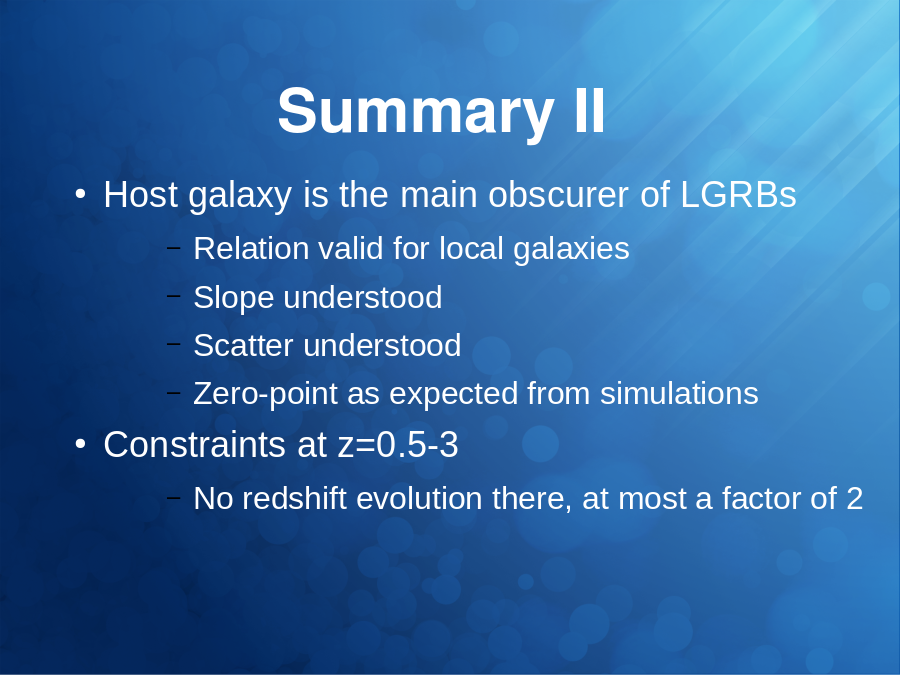 Summary II
• Host galaxy is the main obscurer of LGRBs
– Relation valid for local galaxies
– Slope understood
– Scatter understood
– Zero-point as expected from simulations
• Constraints at z=0.5-3
– No redshift evolution there, at most a factor of 2